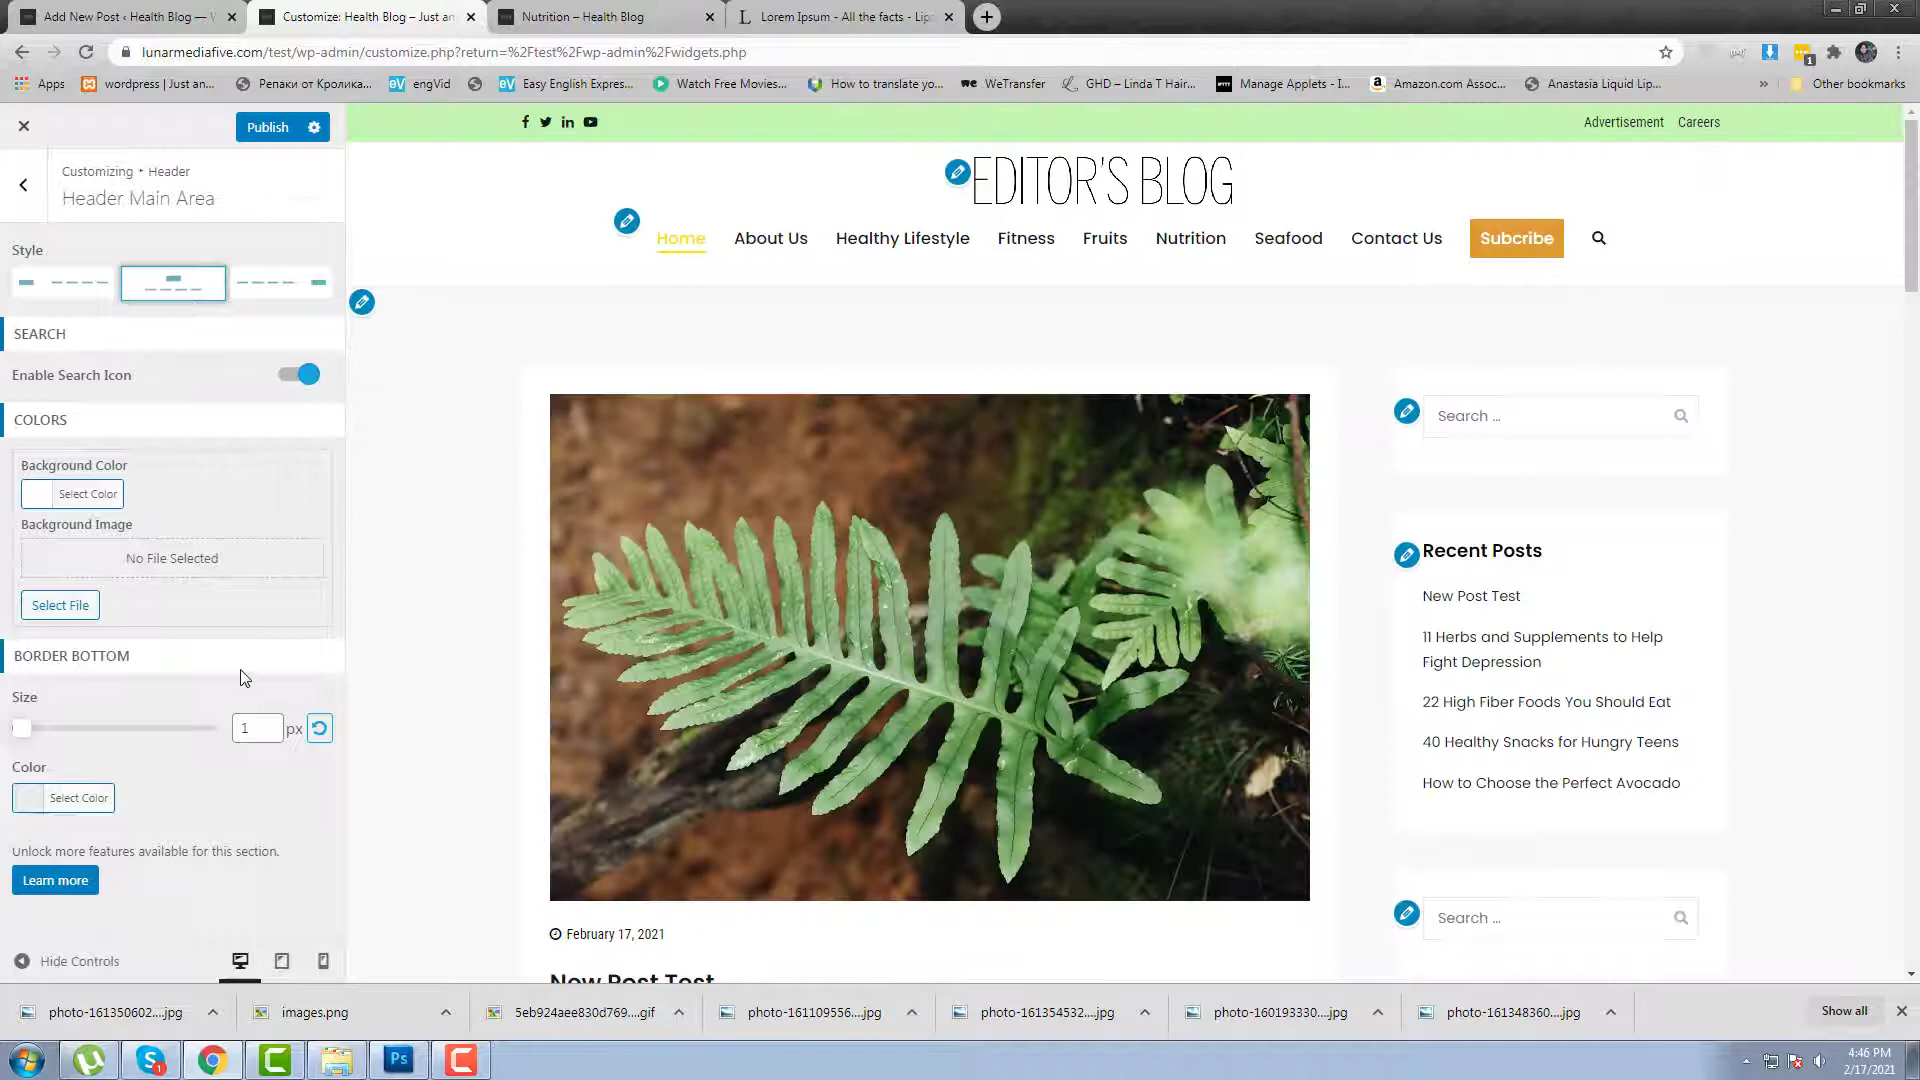 Add New Post ‹ Health Blog —
Customize: Health Blog – Just an
Nutrition – Health Blog
Lorem Ipsum - All the facts - Lip
lunarmediafive.com/test/wp-admin/customize.php?return=%2Ftest%2Fwp-admin%2Fwidgets.php
Apps
wordpress | Just an...
Репаки от Кролика...
engVid
Easy English Expres...
Watch Free Movies...
How to translate yo...
WeTransfer
GHD – Linda T Hair...
Manage Applets - I...
Amazon.com Assoc...
Anastasia Liquid Lip...
Other bookmarks
Publish
Customizing ▸ Header
Header Main Area
Style
SEARCH
Enable Search Icon
COLORS
Background Color
Select Color
Background Image
No File Selected
Select File
BORDER BOTTOM
Size
1 px
Color
Select Color
Unlock more features available for this section.
Learn more
Hide Controls
Advertisement Careers
EDITOR'S BLOG
Home About Us Healthy Lifestyle Fitness Fruits Nutrition Seafood Contact Us Subcribe
Search ...
Recent Posts
New Post Test
11 Herbs and Supplements to Help
Fight Depression
22 High Fiber Foods You Should Eat
40 Healthy Snacks for Hungry Teens
How to Choose the Perfect Avocado
Search ...
February 17, 2021
New Post Test
photo-161350602....jpg
images.png
5eb924aee830d769....gif
photo-161109556....jpg
photo-161354532....jpg
photo-160193330....jpg
photo-161348360....jpg
Show all
Ps
4:46 PM
2/17/2021